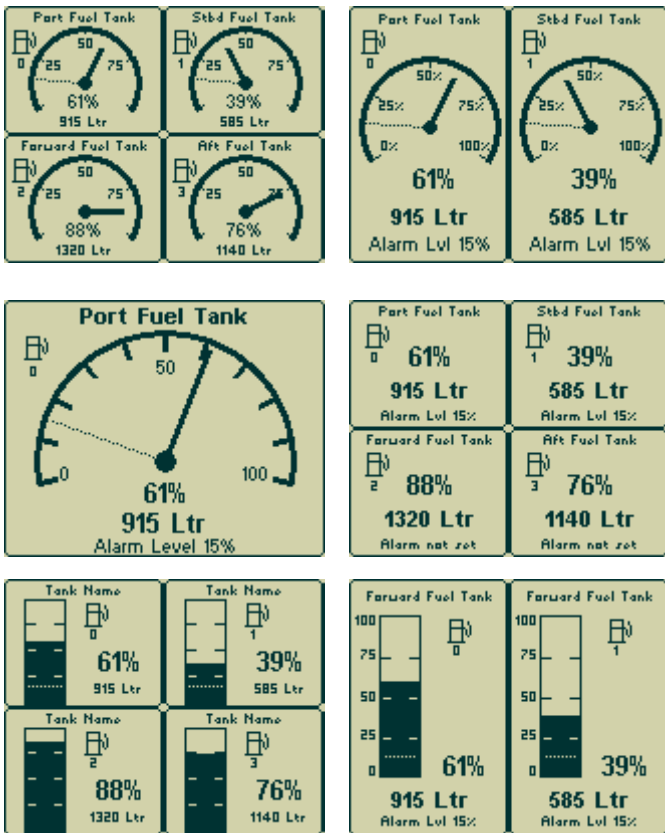 Port Fuel Tank
0
25 50 75
61%
915 Ltr
Stbd Fuel Tank
1
25 50 75
39%
585 Ltr
Forward Fuel Tank
2
25 50 75
88%
1320 Ltr
Aft Fuel Tank
3
25 50 75
76%
1140 Ltr
Port Fuel Tank
0
0% 25% 50% 75% 100%
61%
915 Ltr
Alarm Lvl 15%
Stbd Fuel Tank
1
0% 25% 50% 75% 100%
39%
585 Ltr
Alarm Lvl 15%
Port Fuel Tank
0
50
0 100
61%
915 Ltr
Alarm Level 15%
Port Fuel Tank
0
61%
915 Ltr
Alarm Lvl 15%
Stbd Fuel Tank
1
39%
585 Ltr
Alarm Lvl 15%
Forward Fuel Tank
2
88%
1320 Ltr
Alarm not set
Aft Fuel Tank
3
76%
1140 Ltr
Alarm not set
Tank Name
0
61%
915 Ltr
Tank Name
1
39%
585 Ltr
Tank Name
2
88%
1320 Ltr
Tank Name
3
76%
1140 Ltr
Forward Fuel Tank
100
0
75
50
25
0
61%
915 Ltr
Alarm Lvl 15%
Forward Fuel Tank
100
1
75
50
25
0
39%
585 Ltr
Alarm Lvl 15%